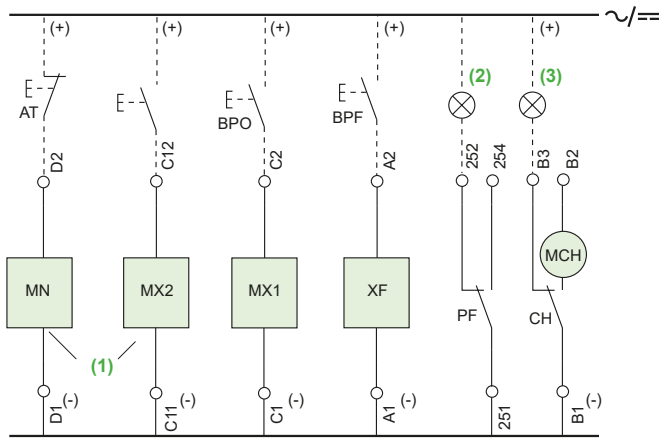 (+) (+) (+) (+) (+)
(2) (3)
AT BPO BPF
D2 C12 C2 A2 252 254 B3 B2
MCH
MN MX2 MX1 XF
PF CH
(1)
D1 (-) C11 (-) C1 (-) A1 (-) 251 B1 (-)